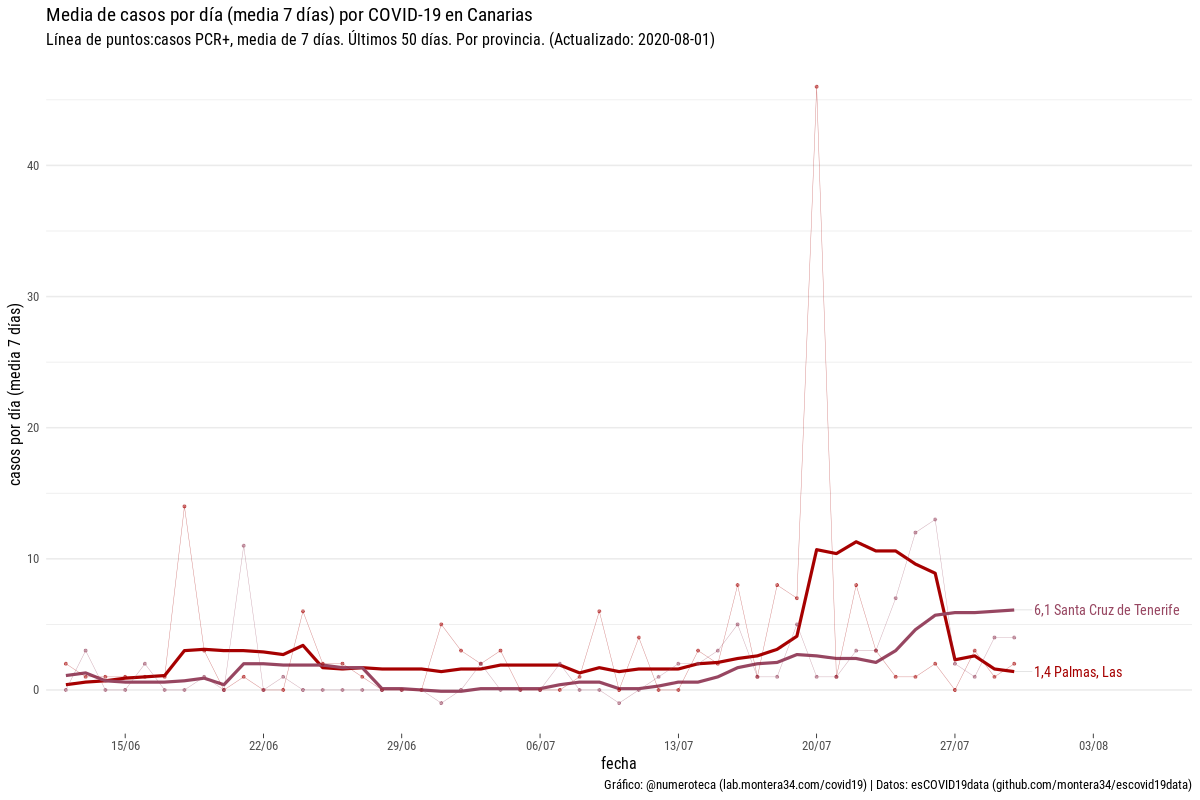 Media de casos por día (media 7 días) por COVID-19 en Canarias
Línea de puntos:casos PCR+, media de 7 días. Últimos 50 días. Por provincia. (Actualizado: 2020-08-01)
casos por día (media 7 días)
40
30
20
10
0
6,1 Santa Cruz de Tenerife
1,4 Palmas, Las
15/06 22/06 29/06 06/07 13/07 20/07 27/07 03/08
fecha
Gráfico: @numeroteca (lab.montera34.com/covid19) | Datos: esCOVID19data (github.com/montera34/escovid19data)